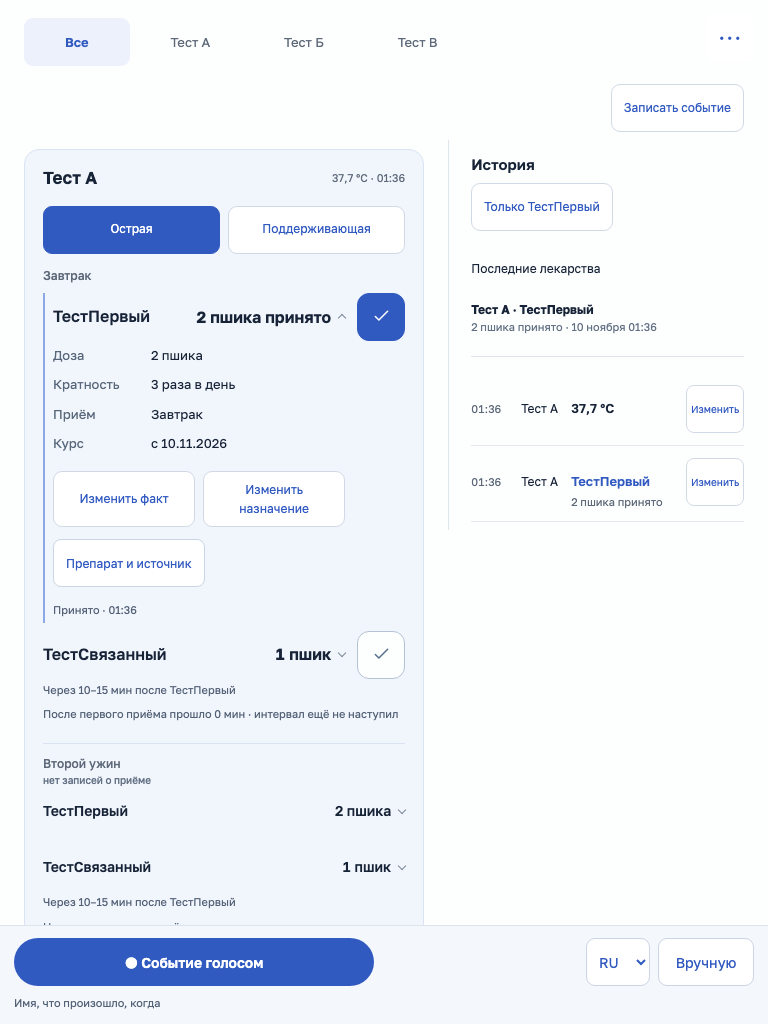 Все
Тест А
Тест Б
Тест В
Записать событие
Тест А
37,7 °C · 01:36
Острая
Поддерживающая
Завтрак
ТестПервый
2 пшика принято
Доза
2 пшика
Кратность
3 раза в день
Приём
Завтрак
Курс
с 10.11.2026
Изменить факт
Изменить
назначение
Препарат и источник
Принято · 01:36
ТестСвязанный
1 пшик
Через 10–15 мин после ТестПервый
После первого приёма прошло 0 мин · интервал ещё не наступил
Второй ужин
нет записей о приёме
ТестПервый
2 пшика
ТестСвязанный
1 пшик
Через 10–15 мин после ТестПервый
История
Только ТестПервый
Последние лекарства
Тест А · ТестПервый
2 пшика принято · 10 ноября 01:36
01:36
Тест А
37,7 °C
Изменить
01:36
Тест А
ТестПервый
2 пшика принято
Изменить
Событие голосом
RU
Вручную
Имя, что произошло, когда